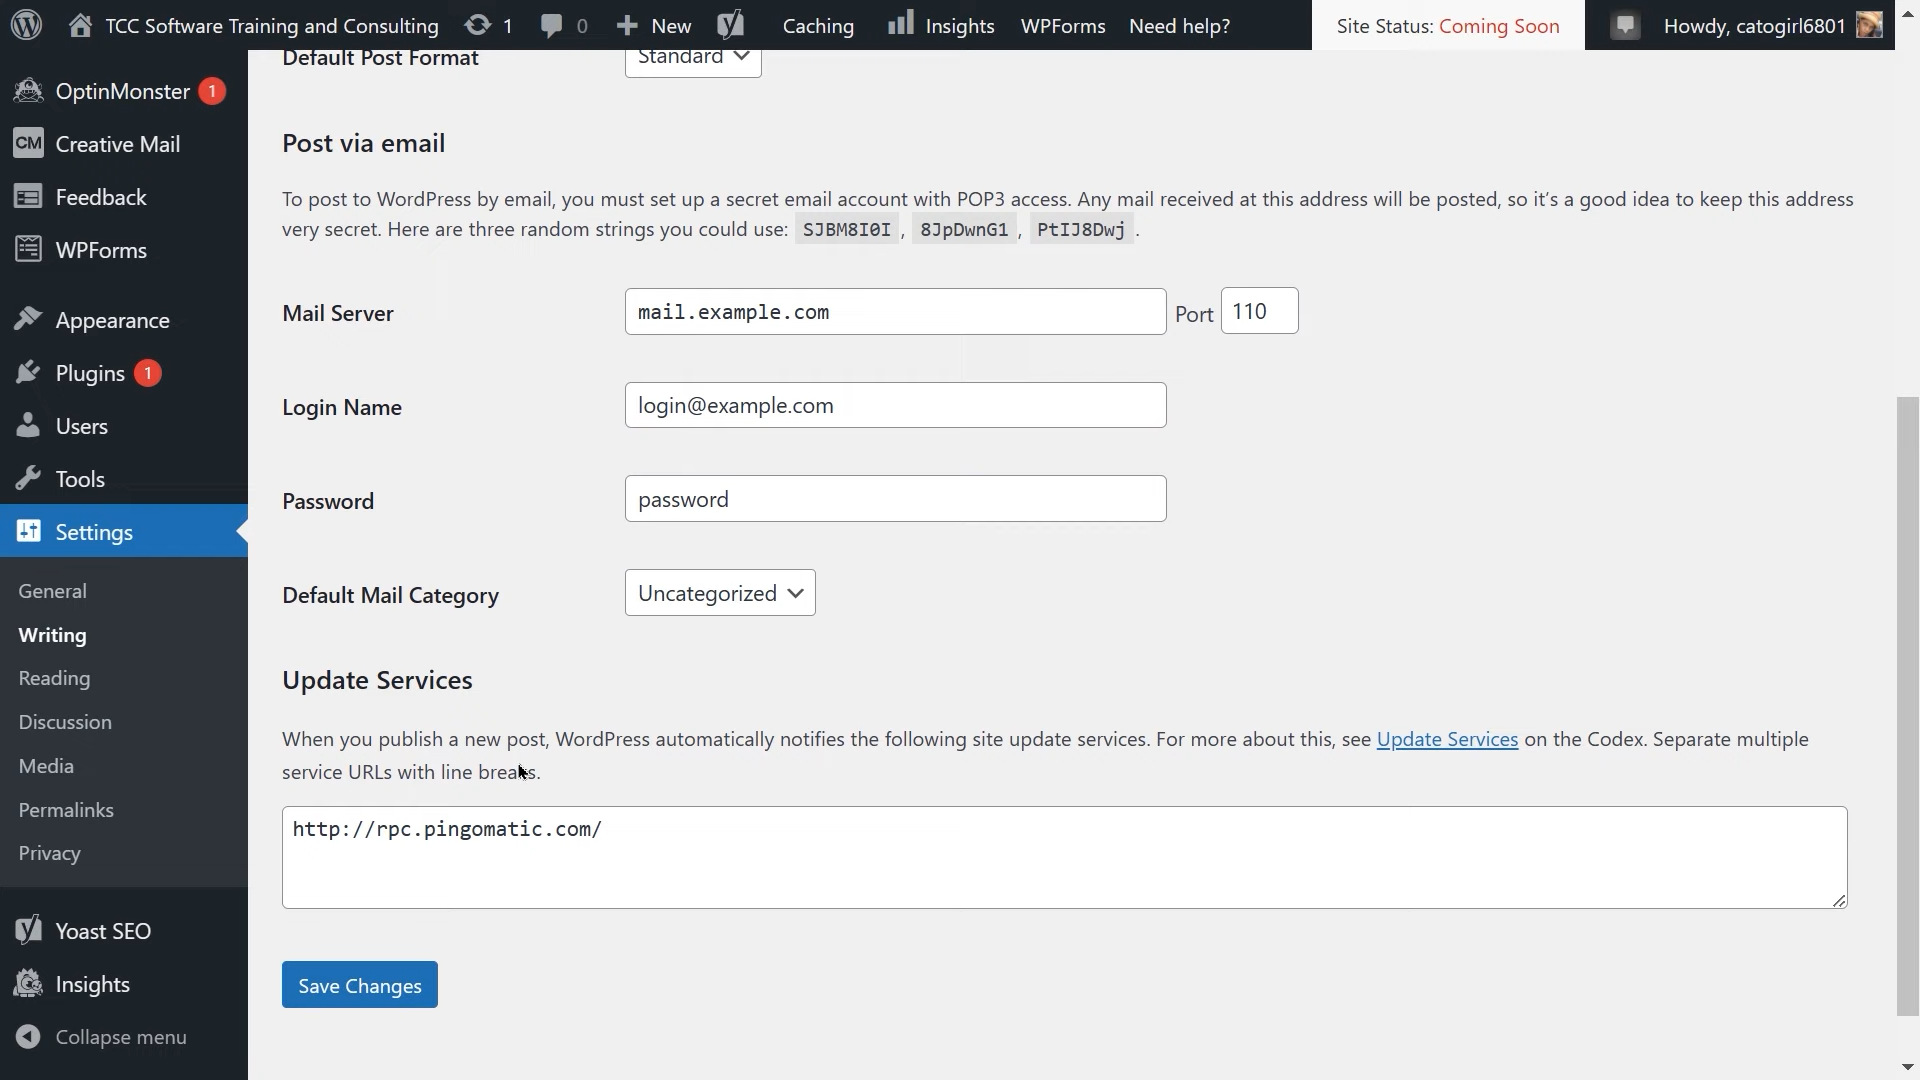 TCC Software Training and Consulting 1 0 New Caching Insights WPForms Need help? Site Status: Coming Soon Howdy, catogirl6801
OptinMonster 1
Creative Mail
Feedback
WPForms
Appearance
Plugins 1
Users
Tools
Settings
General
Writing
Reading
Discussion
Media
Permalinks
Privacy
Yoast SEO
Insights
Collapse menu
Default Post Format Standard
Post via email
To post to WordPress by email, you must set up a secret email account with POP3 access. Any mail received at this address will be posted, so it's a good idea to keep this address
very secret. Here are three random strings you could use: SJBM8I0I , 8JpDwnG1 , PtIJ8Dwj .
Mail Server mail.example.com Port 110
Login Name login@example.com
Password password
Default Mail Category Uncategorized
Update Services
When you publish a new post, WordPress automatically notifies the following site update services. For more about this, see Update Services on the Codex. Separate multiple
service URLs with line breaks.
http://rpc.pingomatic.com/
Save Changes